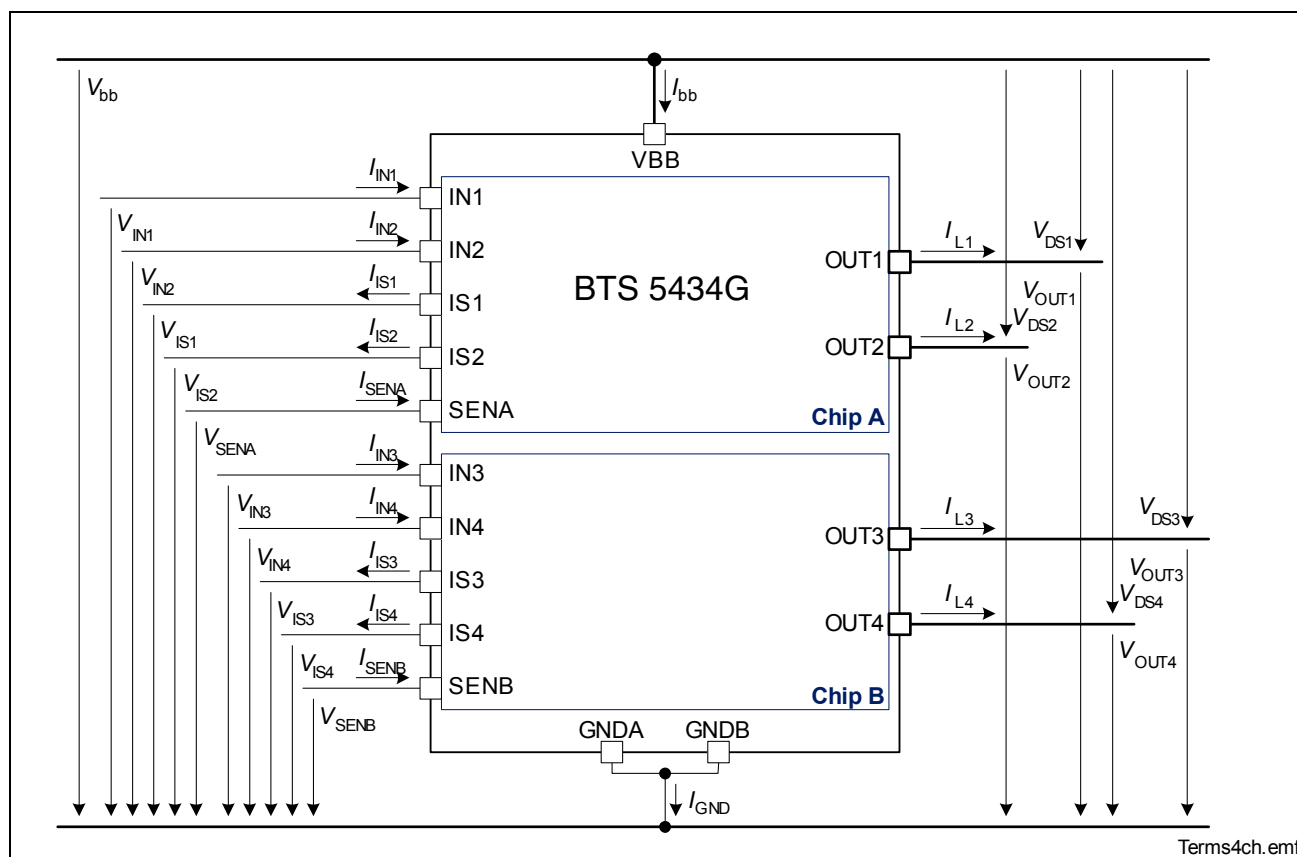 Vbb
Ibb
VBB
IIN1
IN1
VIN1
IIN2
IN2
VIN2
IIS1
IS1
VIS1
IIS2
IS2
VIS2
ISENA
SENA
VSENA
BTS 5434G
Chip A
OUT1
IL1
VDS1
VOUT1
OUT2
IL2
VDS2
VOUT2
IIN3
IN3
VIN3
IIN4
IN4
VIN4
IIS3
IS3
VIS3
IIS4
IS4
VIS4
ISENB
SENB
VSENB
Chip B
OUT3
IL3
VDS3
VOUT3
OUT4
IL4
VDS4
VOUT4
GNDA
GNDB
IGND
Terms4ch.emf